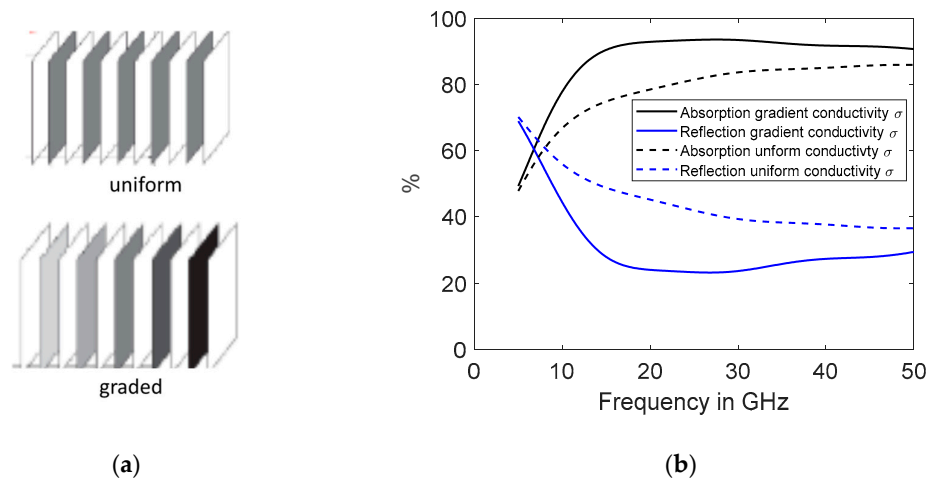 uniform
graded
(a)
100
80
60
40
20
0
%
0 10 20 30 40 50
Frequency in GHz
Absorption gradient conductivity σ
Reflection gradient conductivity σ
Absorption uniform conductivty σ
Reflection uniform conductivity σ
(b)